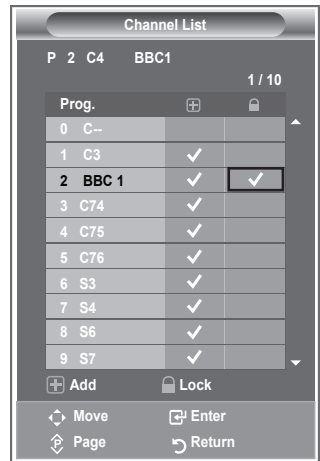 Channel List
P 2 C4 BBC1
1 / 10
Prog.
0 C--
1 C3
2 BBC 1
3 C74
4 C75
5 C76
6 S3
7 S4
8 S6
9 S7
Add Lock
Move Enter
P Page Return